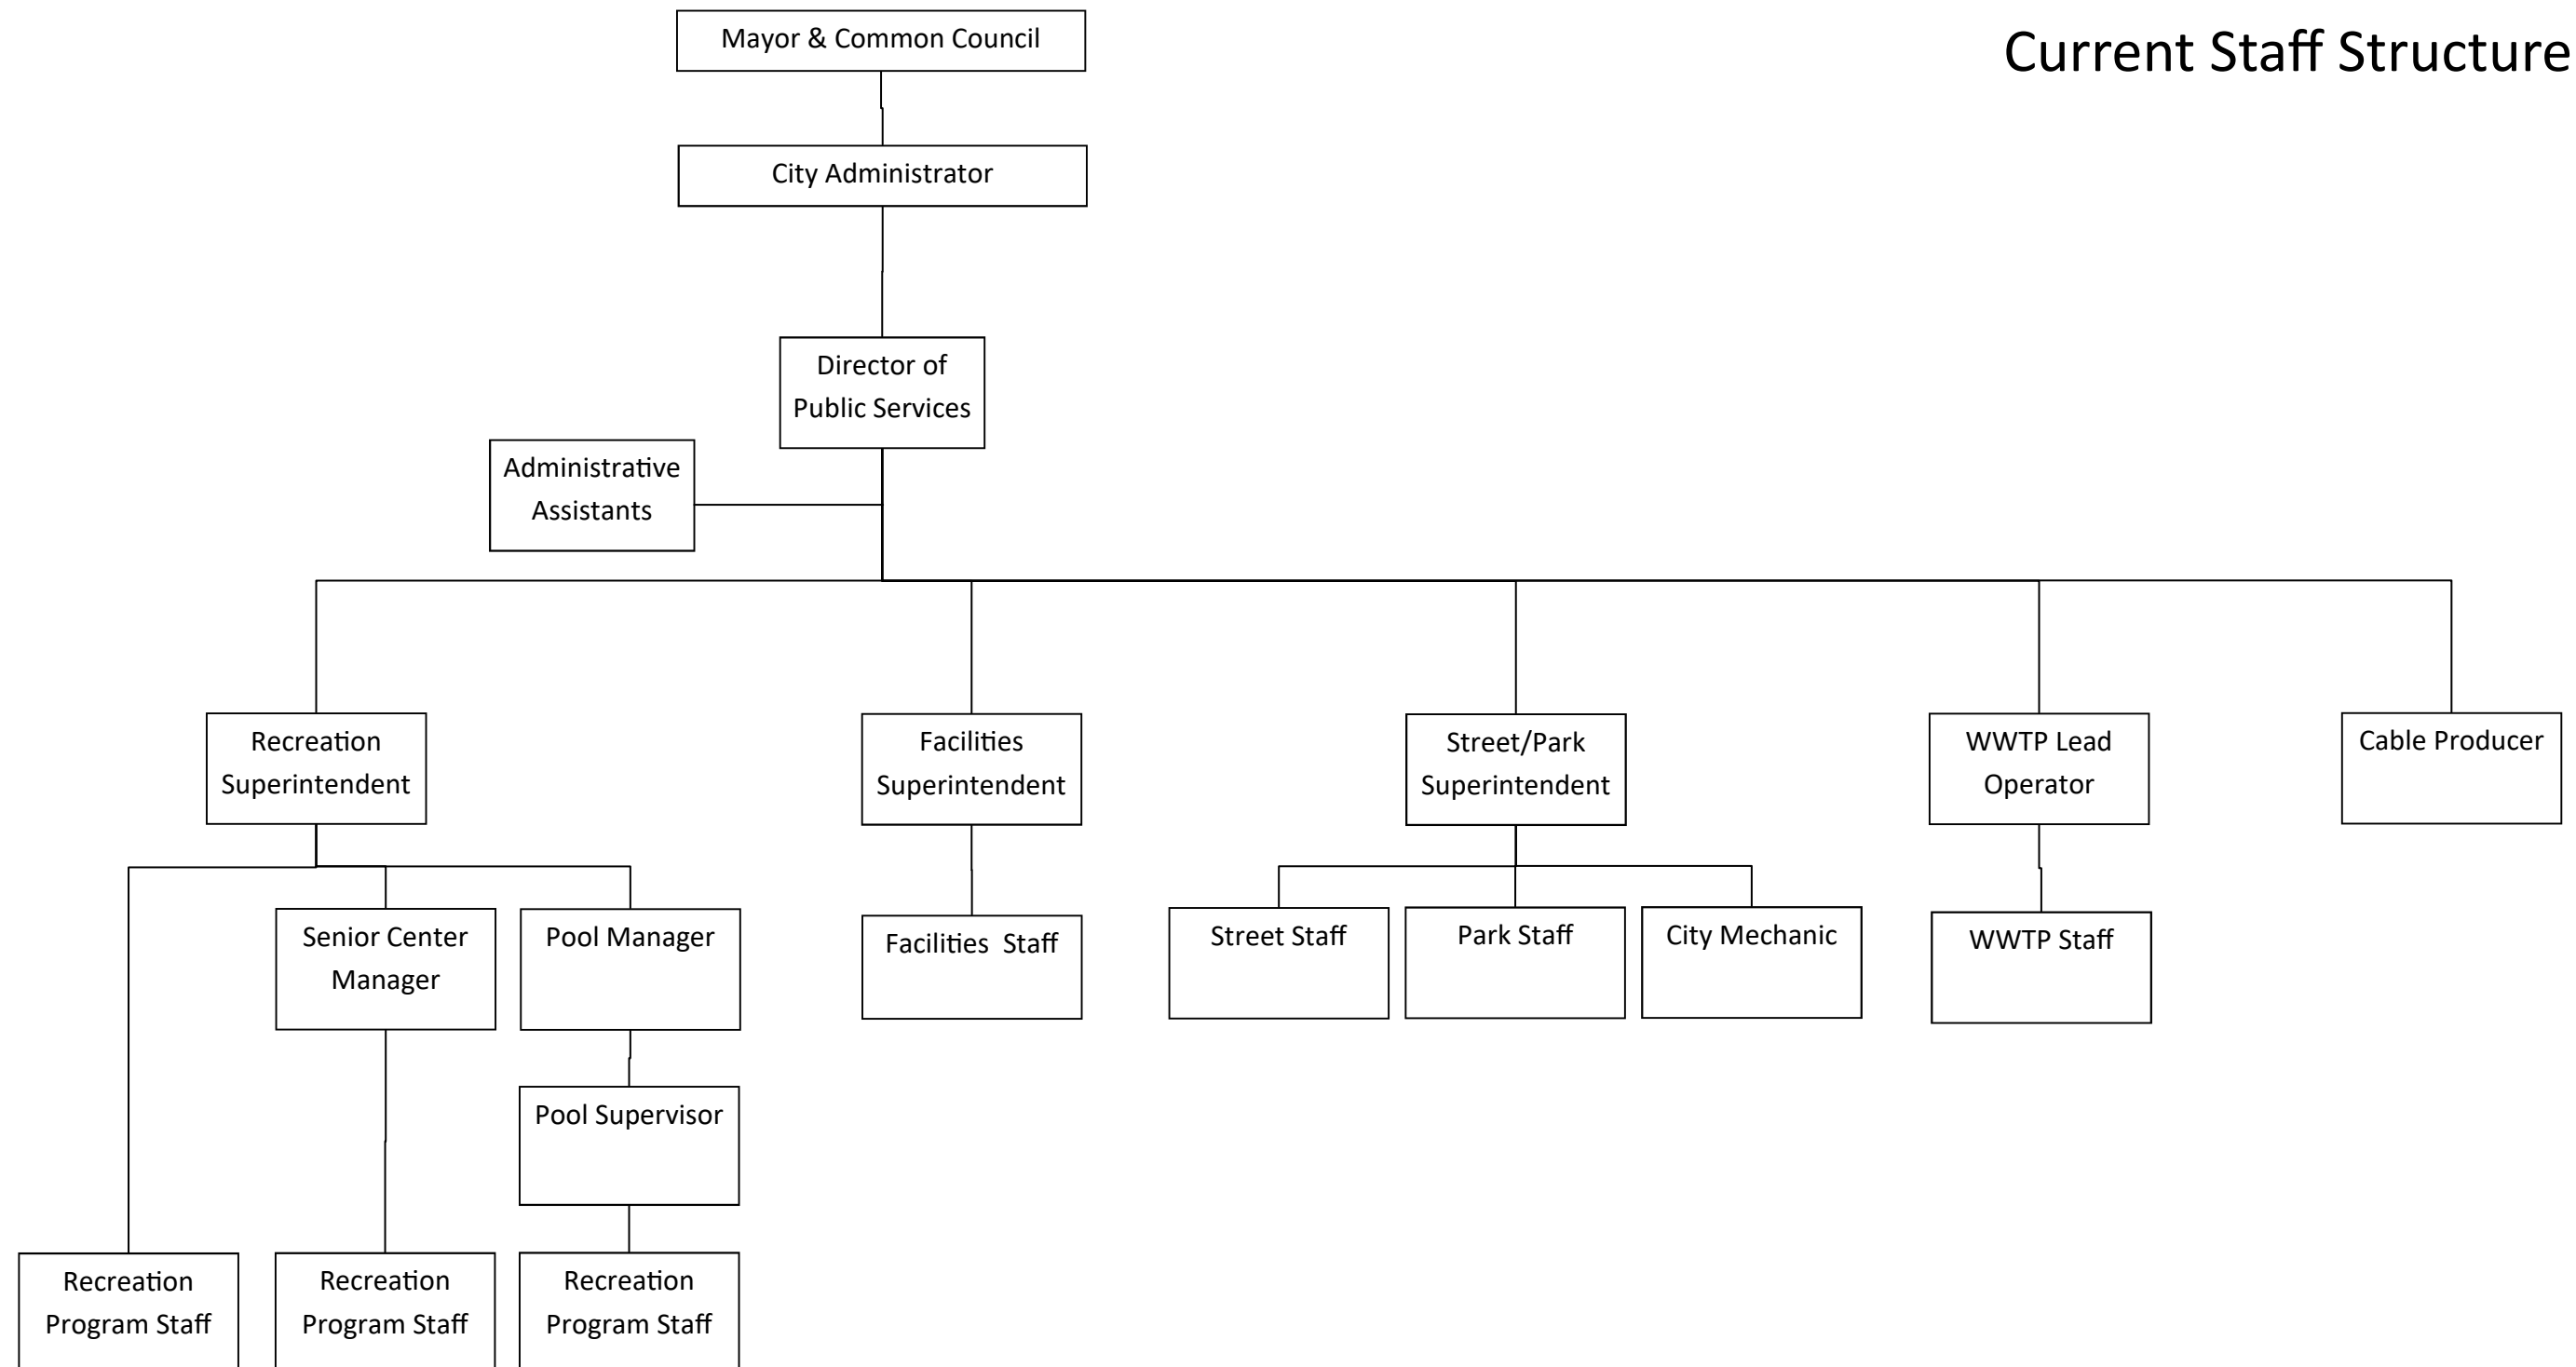 Current Staff Structure
Mayor & Common Council
City Administrator
Director of
Public Services
Administrative
Assistants
Recreation
Superintendent
Facilities
Superintendent
Street/Park
Superintendent
WWTP Lead
Operator
Cable Producer
Senior Center
Manager
Pool Manager
Facilities  Staff
Street Staff
Park Staff
City Mechanic
WWTP Staff
Pool Supervisor
Recreation
Program Staff
Recreation
Program Staff
Recreation
Program Staff